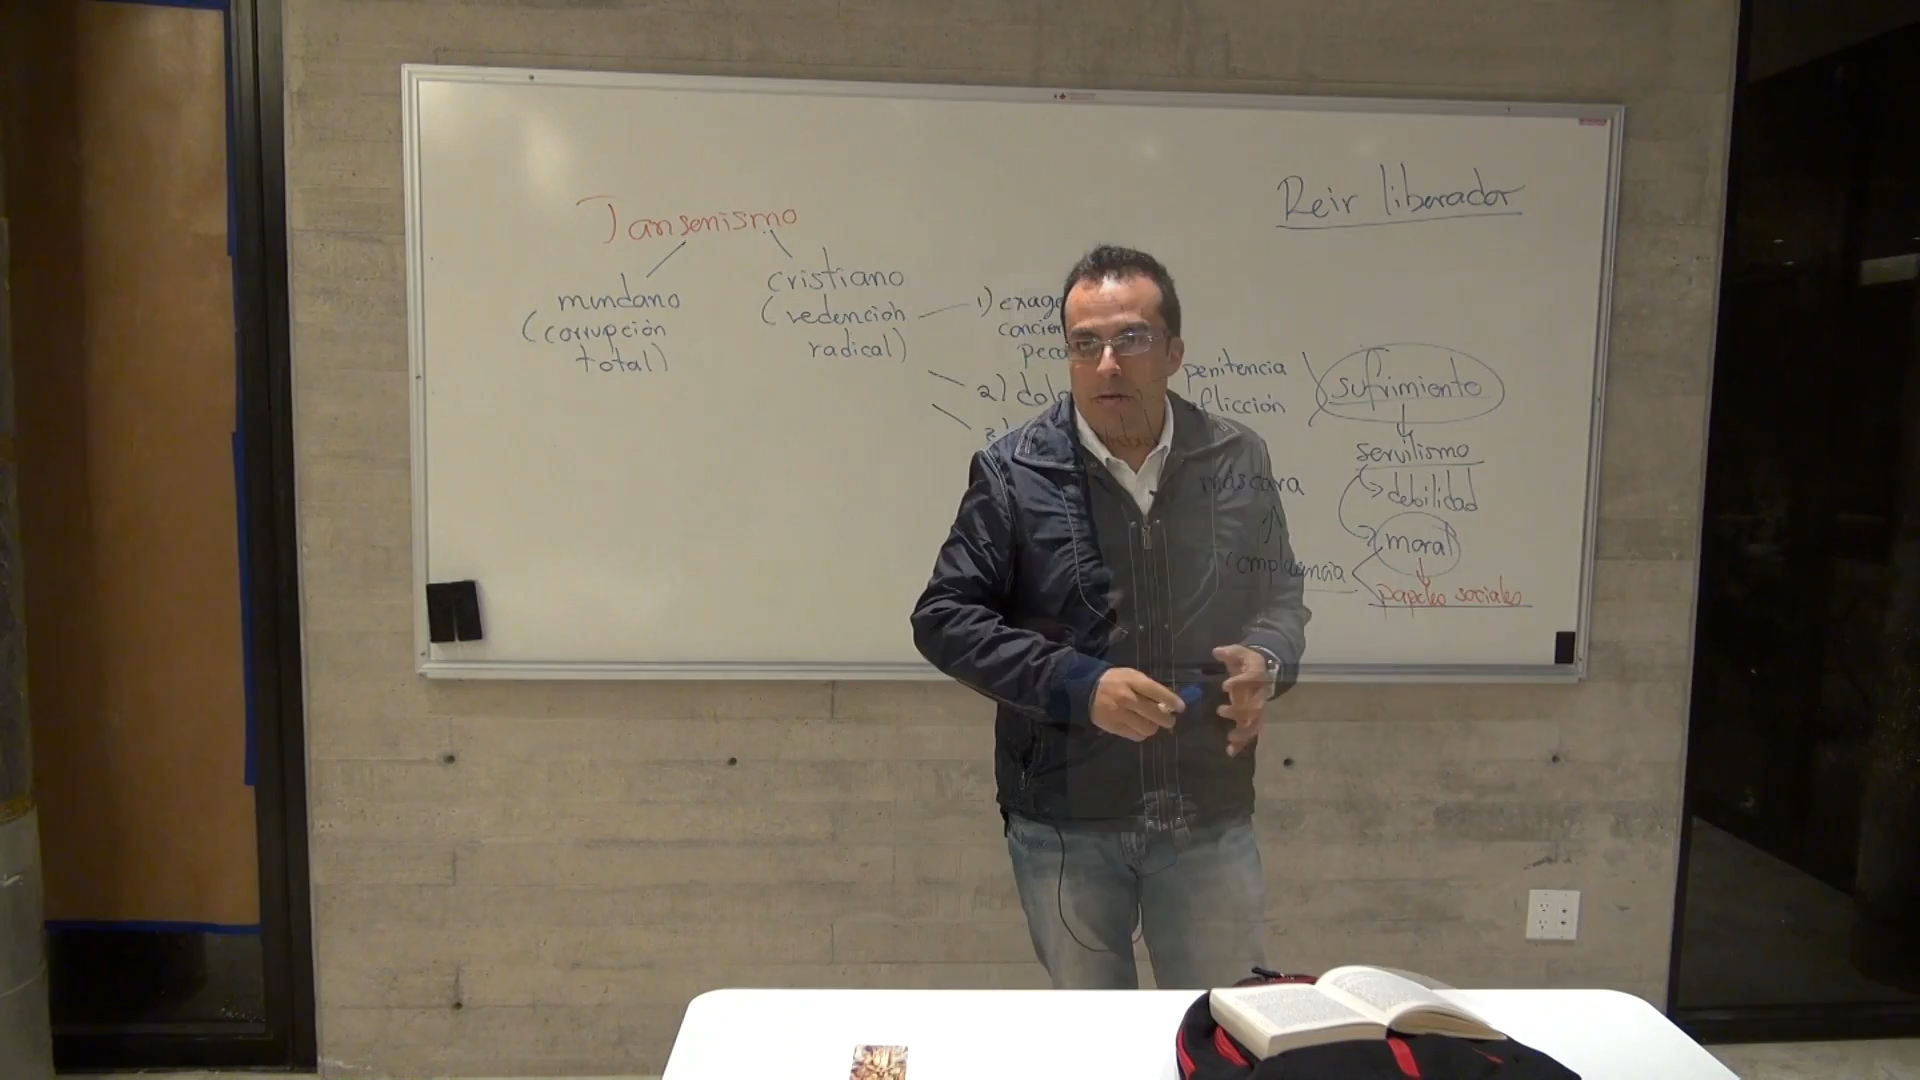 Jansenismo
mundano
(corrupción
total)
cristiano
(redención
radical)
1) exage
concien
peca
2) dolo
penitencia
aflicción
máscara
complacencia
Reir liberador
sufrimiento
servilismo
debilidad
moral
papeles sociales